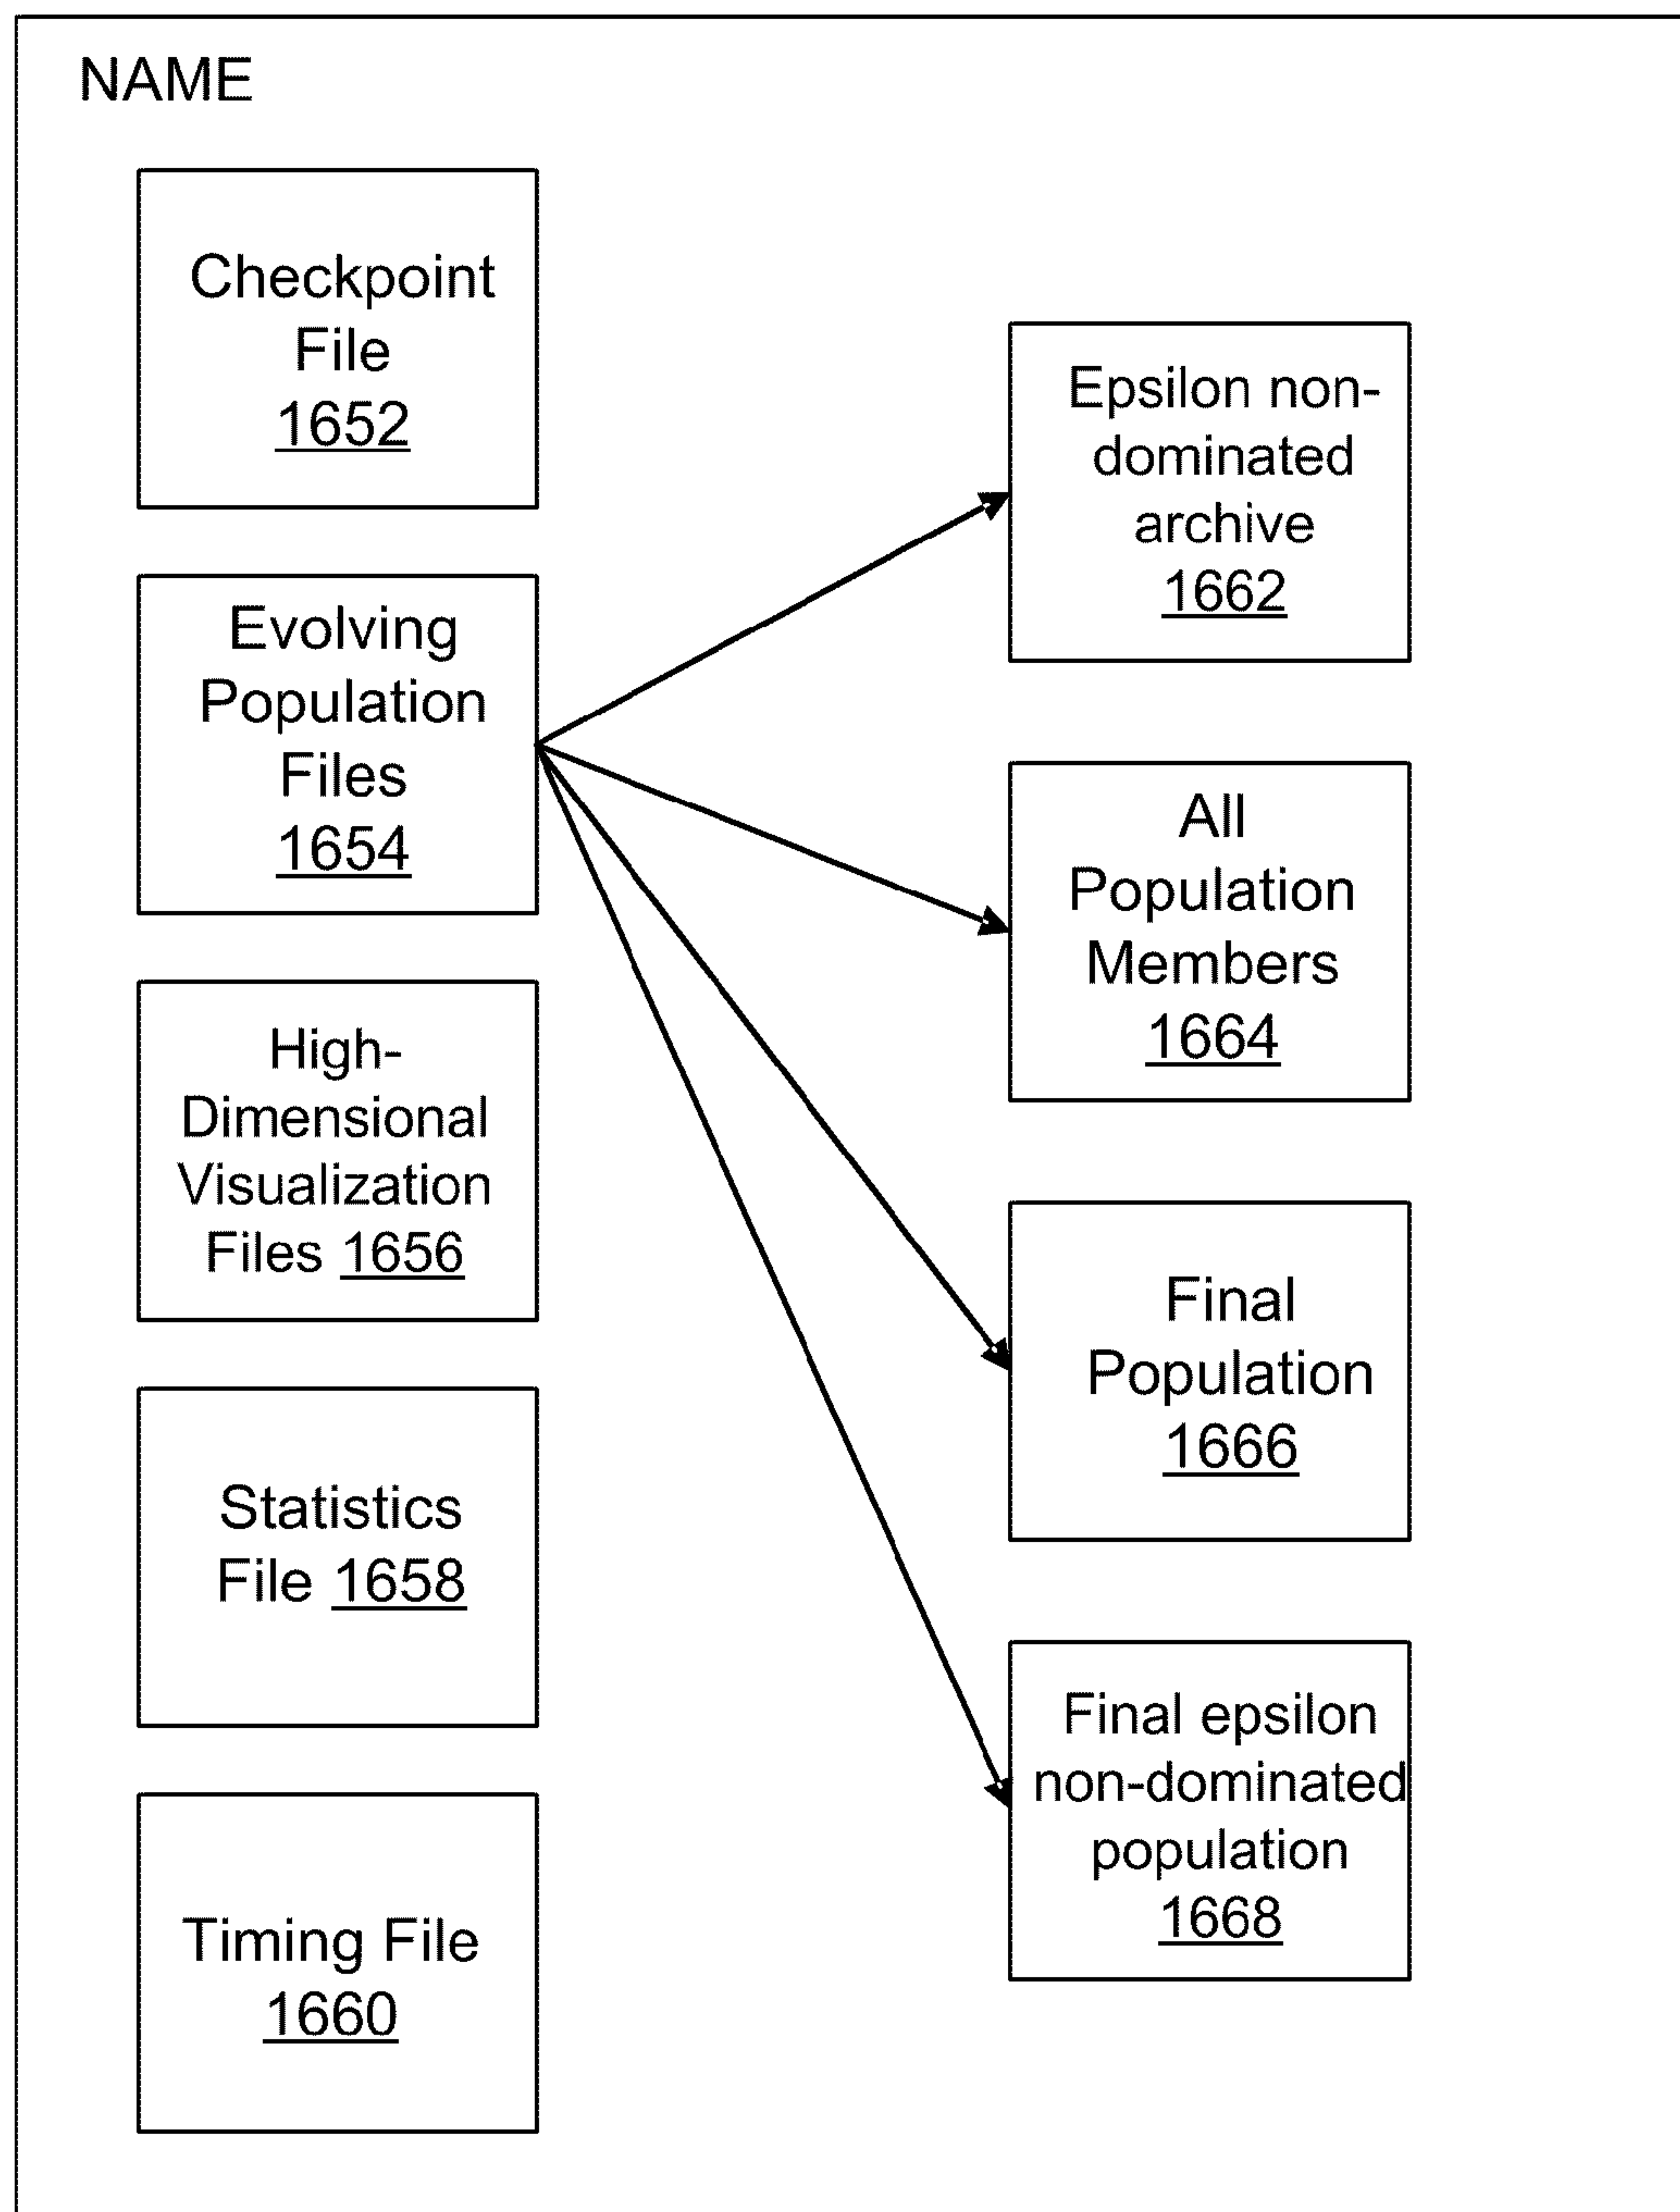 NAME
Checkpoint
File
1652
Evolving
Population
Files
1654
High-
Dimensional
Visualization
Files 1656
Statistics
File 1658
Timing File
1660
Epsilon non-
dominated
archive
1662
All
Population
Members
1664
Final
Population
1666
Final epsilon
non-dominated
population
1668